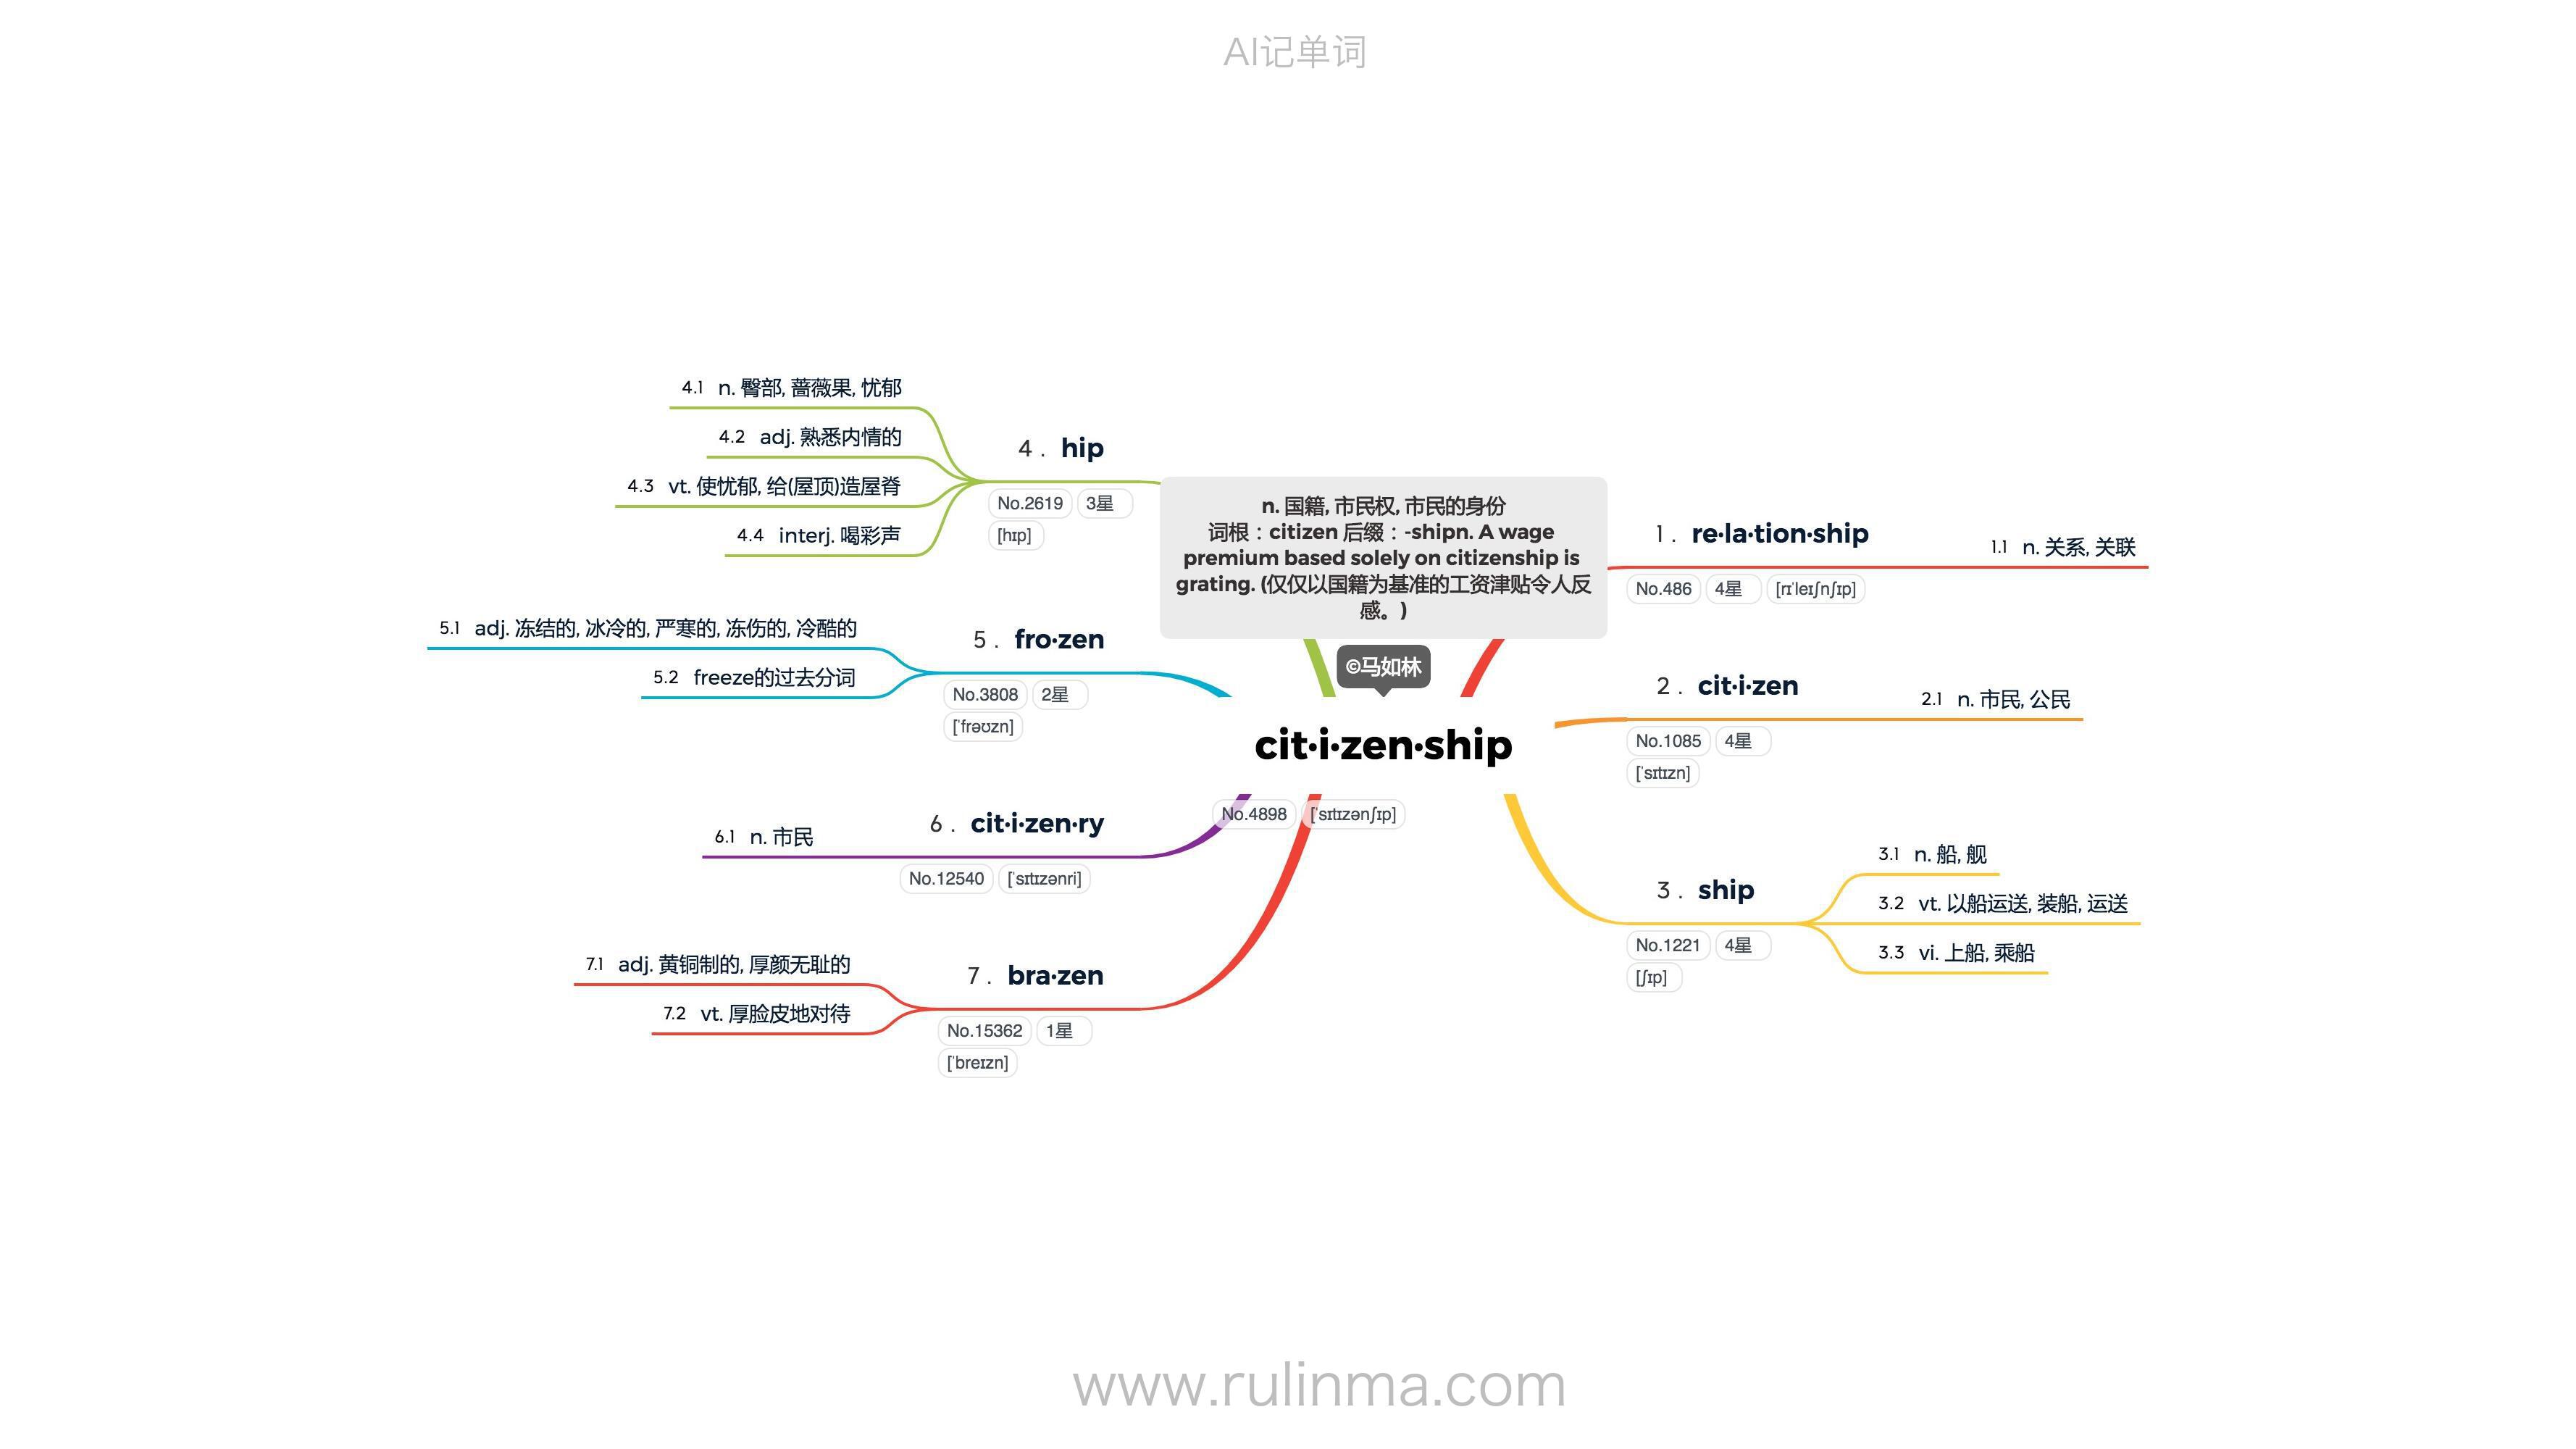 AI记单词
n. 国籍, 市民权, 市民的身份
词根：citizen 后缀：-shipn. A wage
premium based solely on citizenship is
grating. (仅仅以国籍为基准的工资津贴令人反
感。)
©马如林
cit·i·zen·ship
No.4898 [ˈsɪtɪzənʃɪp]
1. re·la·tion·ship
No.486 4星 [rɪˈleɪʃnʃɪp]
1.1 n. 关系, 关联
2. cit·i·zen
No.1085 4星
[ˈsɪtɪzn]
2.1 n. 市民, 公民
3. ship
No.1221 4星
[ʃɪp]
3.1 n. 船, 舰
3.2 vt. 以船运送, 装船, 运送
3.3 vi. 上船, 乘船
4. hip
No.2619 3星
[hɪp]
4.1 n. 臀部, 蔷薇果, 忧郁
4.2 adj. 熟悉内情的
4.3 vt. 使忧郁, 给(屋顶)造屋脊
4.4 interj. 喝彩声
5. fro·zen
No.3808 2星
[ˈfrəʊzn]
5.1 adj. 冻结的, 冰冷的, 严寒的, 冻伤的, 冷酷的
5.2 freeze的过去分词
6. cit·i·zen·ry
No.12540 [ˈsɪtɪzənri]
6.1 n. 市民
7. bra·zen
No.15362 1星
[ˈbreɪzn]
7.1 adj. 黄铜制的, 厚颜无耻的
7.2 vt. 厚脸皮地对待
www.rulinma.com